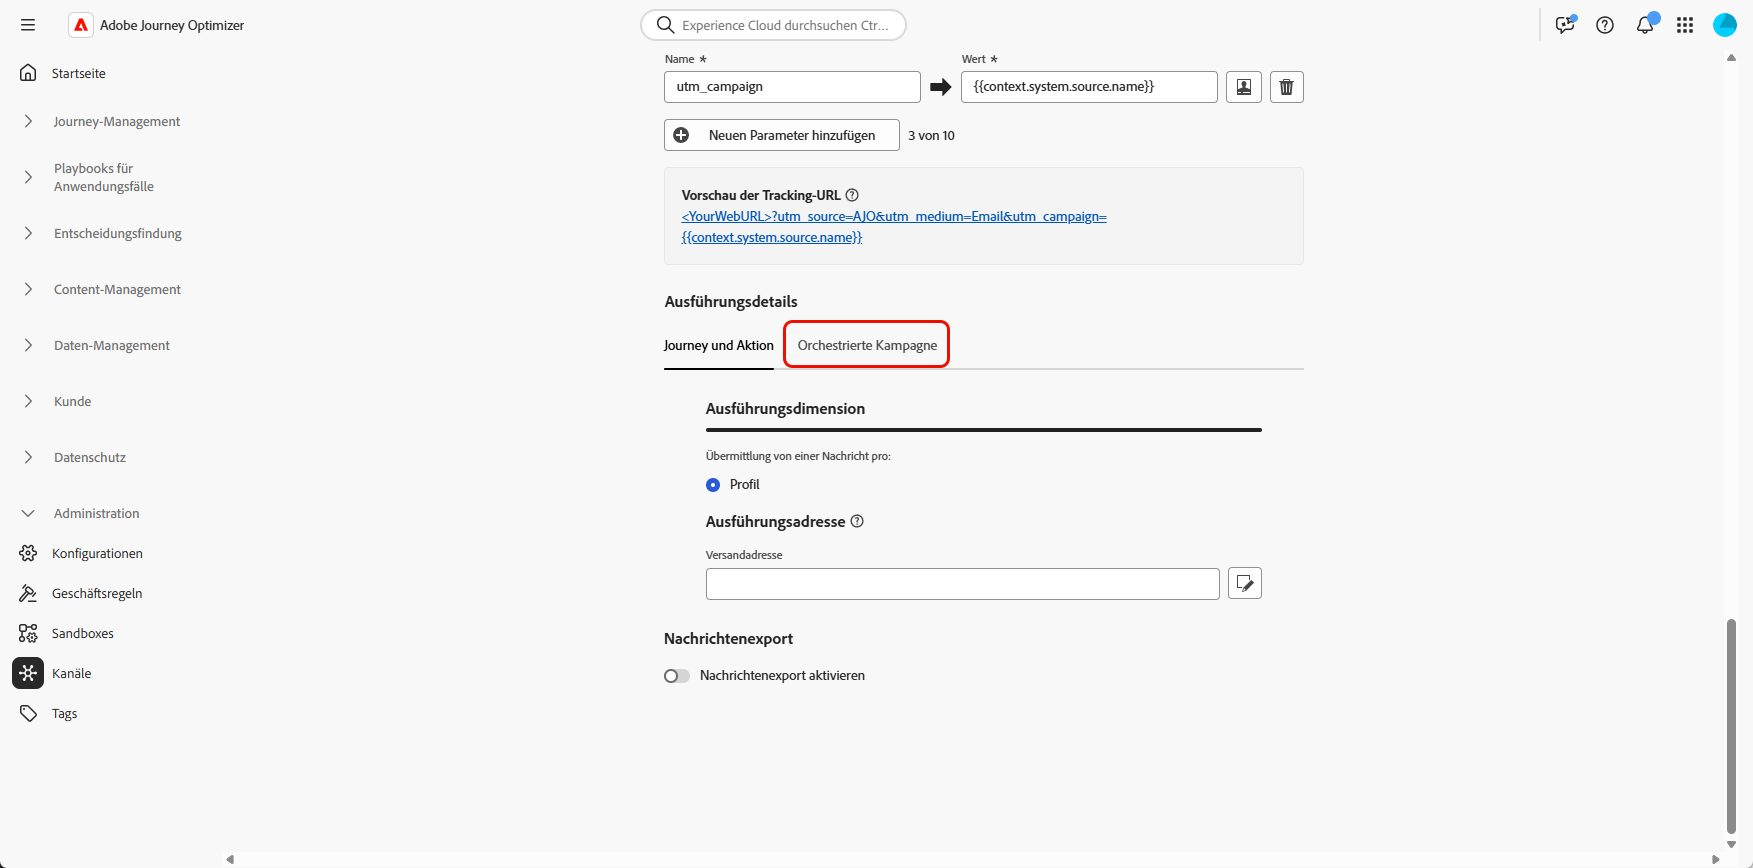 Adobe Journey Optimizer
Experience Cloud durchsuchen Ctr...
Startseite
Journey-Management
Playbooks für
Anwendungsfälle
Entscheidungsfindung
Content-Management
Daten-Management
Kunde
Datenschutz
Administration
Konfigurationen
Geschäftsregeln
Sandboxes
Kanäle
Tags
Name *
Wert *
utm_campaign
{{context.system.source.name}}
Neuen Parameter hinzufügen
3 von 10
Vorschau der Tracking-URL
<YourWebURL>?utm_source=AJO&utm_medium=Email&utm_campaign=
{{context.system.source.name}}
Ausführungsdetails
Journey und Aktion
Orchestrierte Kampagne
Ausführungsdimension
Übermittlung von einer Nachricht pro:
Profil
Ausführungsadresse
Versandadresse
Nachrichtenexport
Nachrichtenexport aktivieren